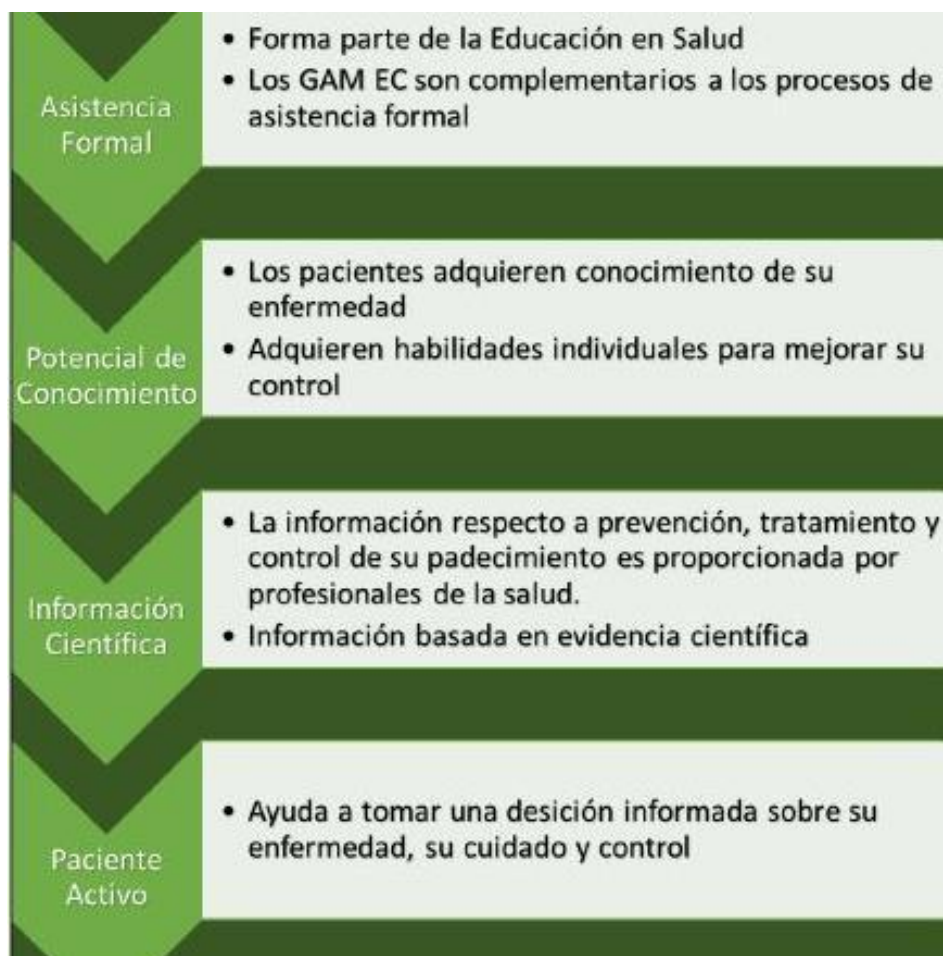 Asistencia
Formal
• Forma parte de la Educación en Salud
• Los GAM EC son complementarios a los procesos de
asistencia formal
Potencial de
Conocimiento
• Los pacientes adquieren conocimiento de su
enfermedad
• Adquieren habilidades individuales para mejorar su
control
Información
Científica
• La información respecto a prevención, tratamiento y
control de su padecimiento es proporcionada por
profesionales de la salud.
• Información basada en evidencia científica
Paciente
Activo
• Ayuda a tomar una desición informada sobre su
enfermedad, su cuidado y control